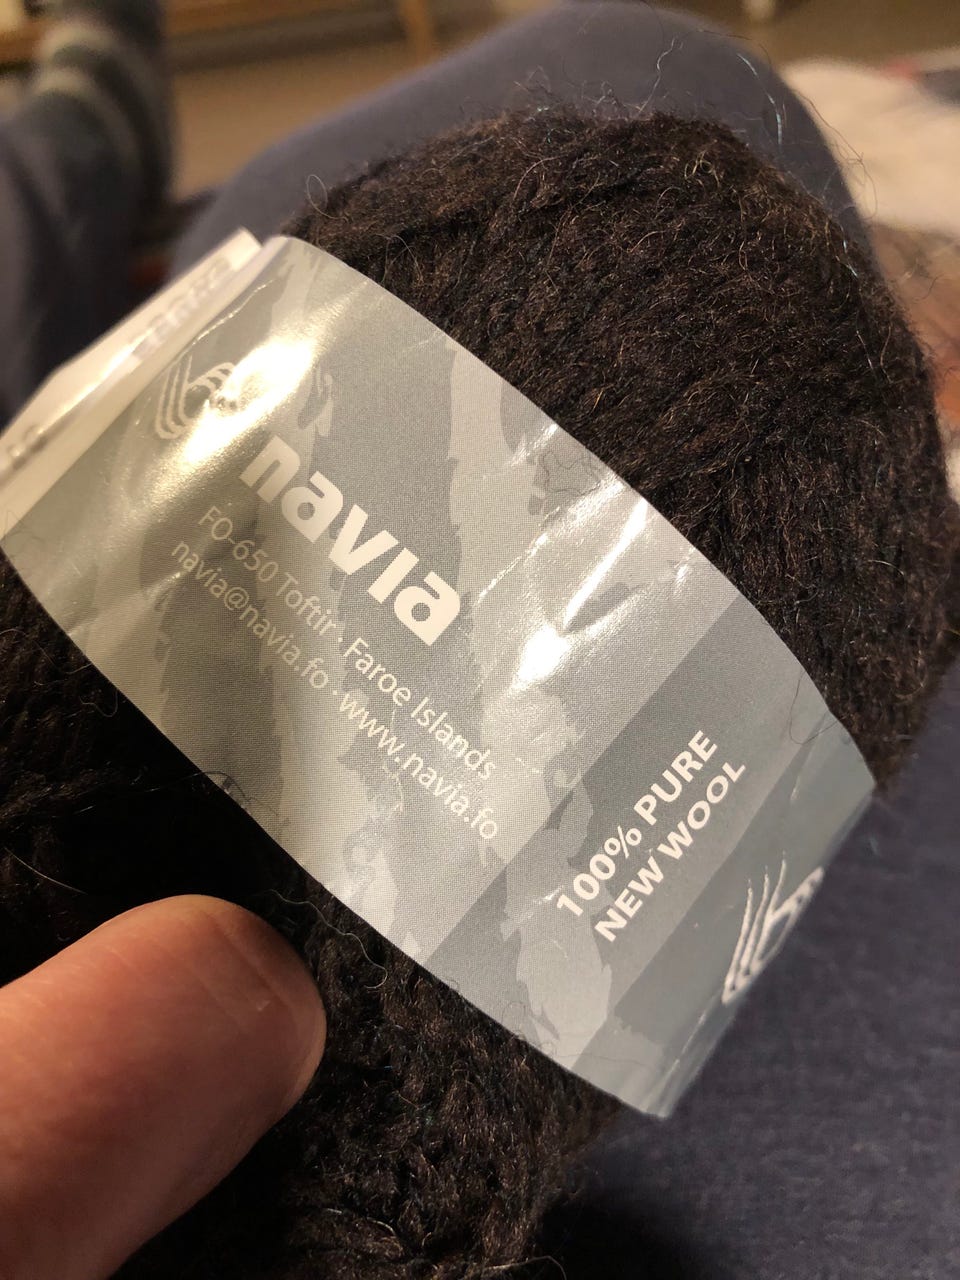 navia
FO-650 Toftir · Faroe Islands
navia@navia.fo · www.navia.fo
100% PURE
NEW WOOL